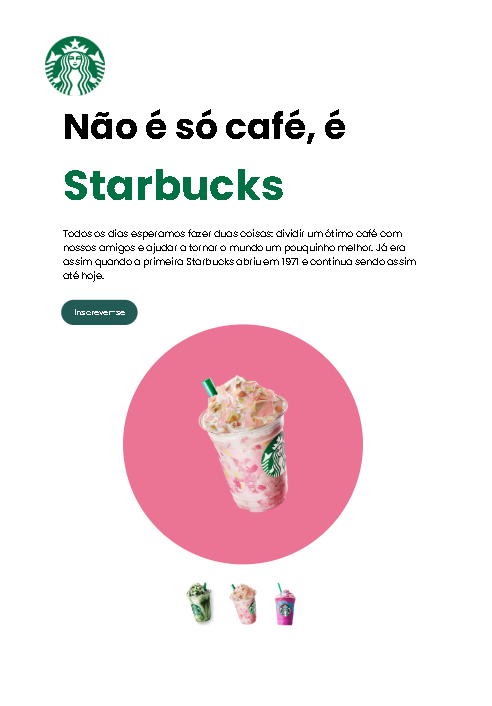 Não é só café, é
Starbucks
Todos os dias esperamos fazer duas coisas: dividir um ótimo café com
nossos amigos e ajudar a tornar o mundo um pouquinho melhor. Já era
assim quando a primeira Starbucks abriu em 1971 e continua sendo assim
até hoje.
Inscrever-se